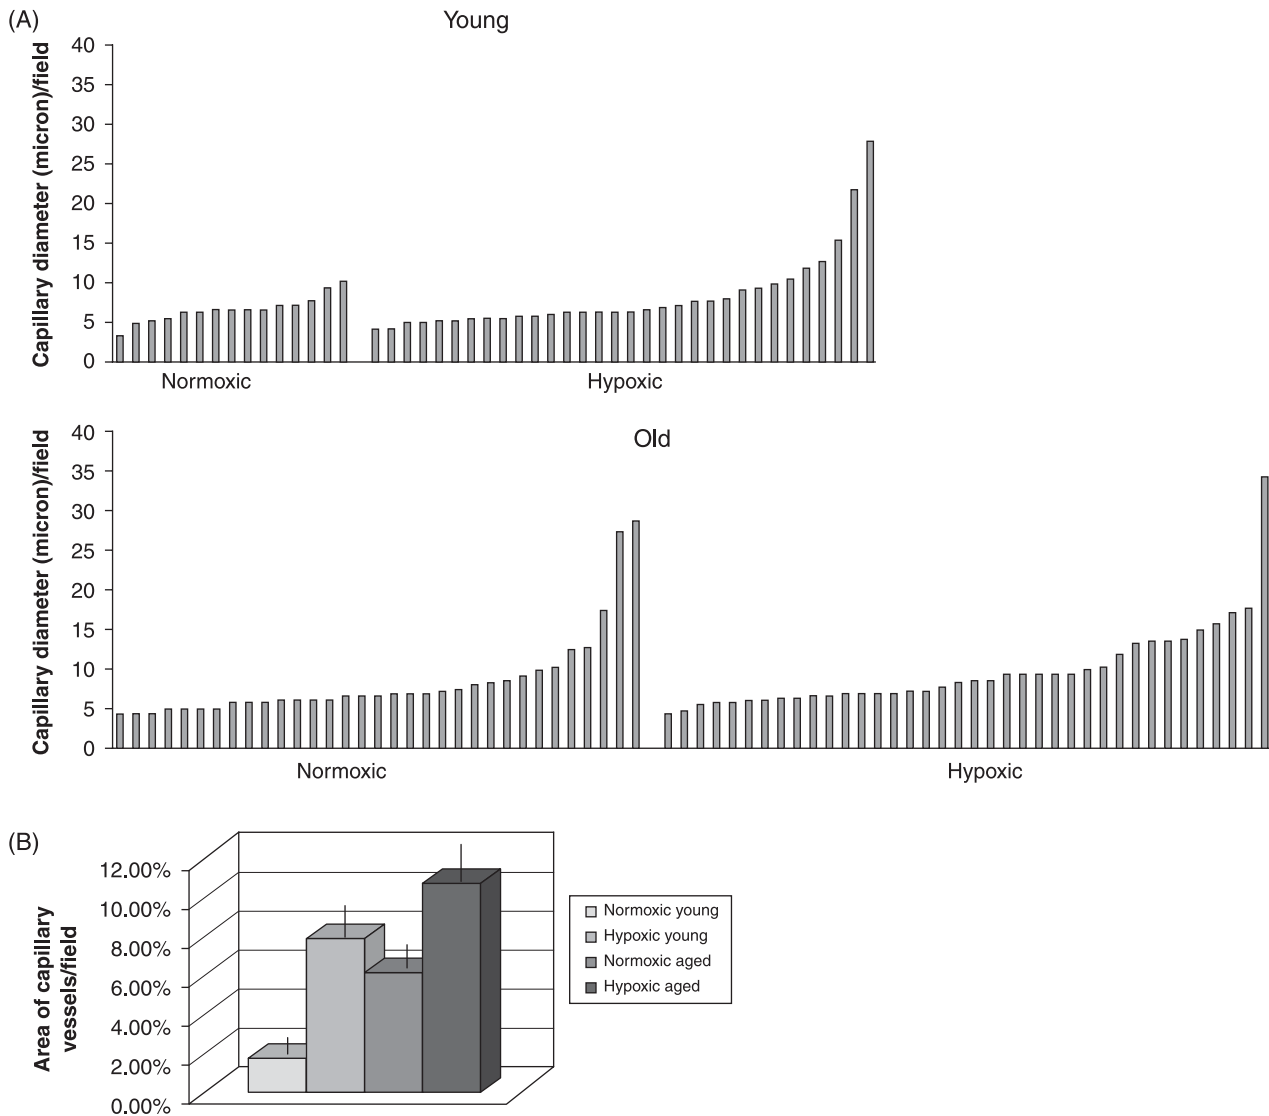 (A)
Young
Capillary diameter (micron)/field
40
35
30
25
20
15
10
5
0
Normoxic
Hypoxic
Old
Capillary diameter (micron)/field
40
35
30
25
20
15
10
5
0
Normoxic
Hypoxic
(B)
Area of capillary
vessels/field
12.00%
10.00%
8.00%
6.00%
4.00%
2.00%
0.00%
Normoxic young
Hypoxic young
Normoxic aged
Hypoxic aged